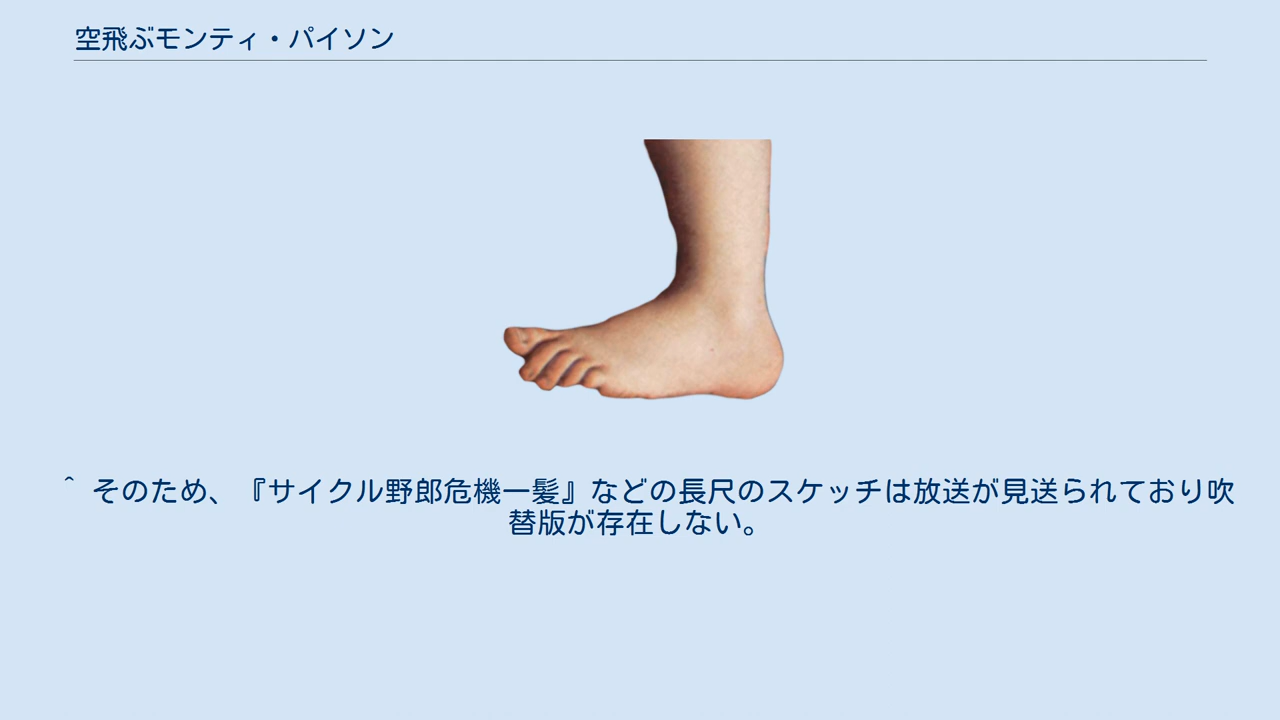 空飛ぶモンティ・パイソン
^ そのため、『サイクル野郎危機一髪』などの長尺のスケッチは放送が見送られており吹
替版が存在しない。